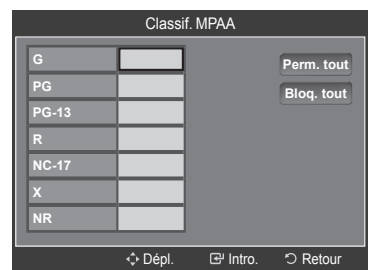 Classif. MPAA
G
PG
PG-13
R
NC-17
X
NR
Perm. tout
Bloq. tout
Dépl. Intro. Retour